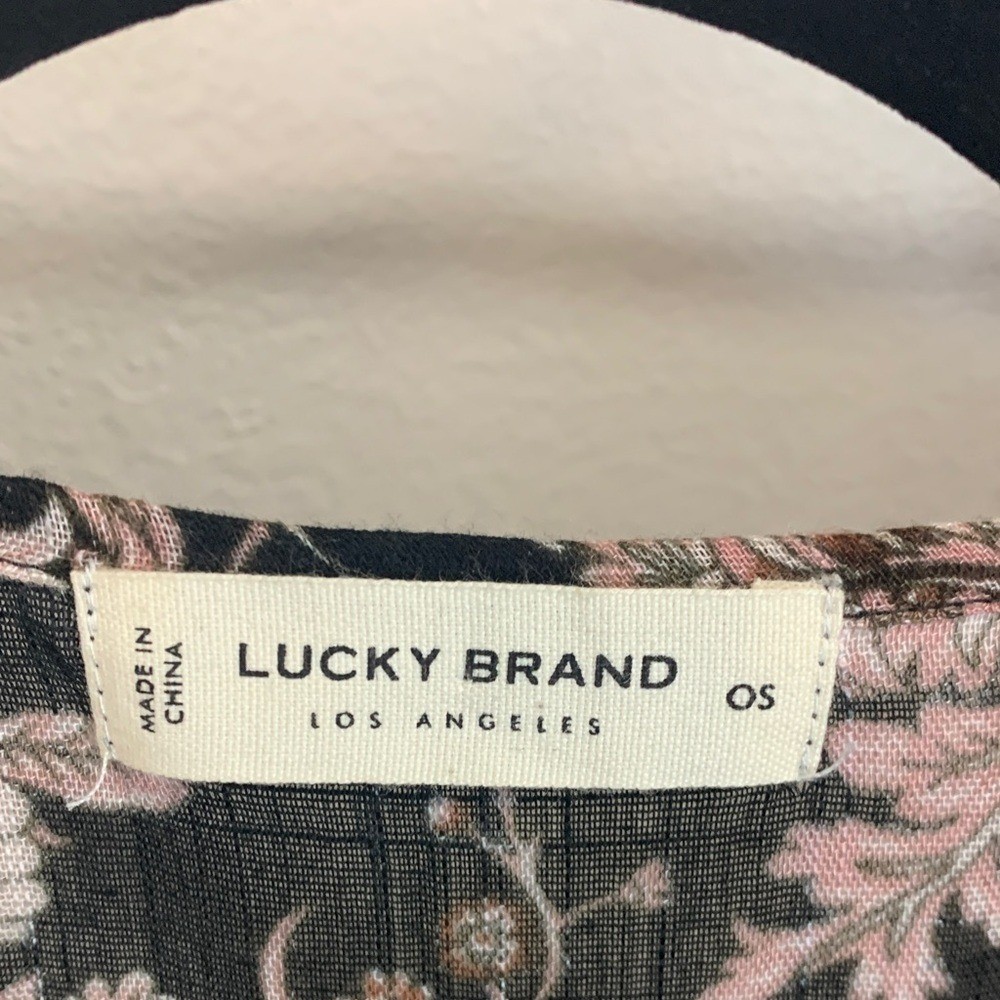 MADE IN
CHINA
LUCKY BRAND
LOS ANGELES
OS